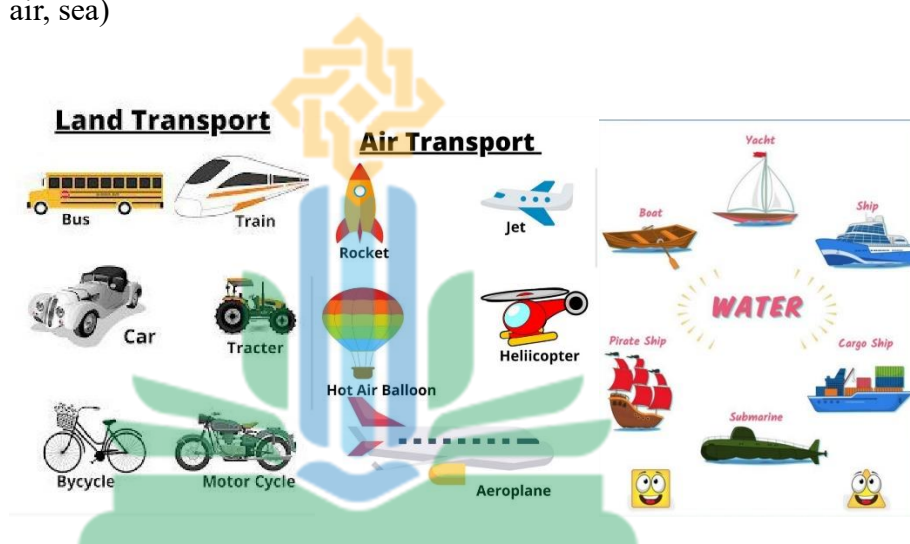 air, sea)
Land Transport
Bus
Train
Car
Tracter
Bycycle
Motor Cycle
Air Transport
Rocket
Jet
Hot Air Balloon
Heliicopter
Aeroplane
Yacht
Boat
Ship
WATER
Pirate Ship
Cargo Ship
Submarine